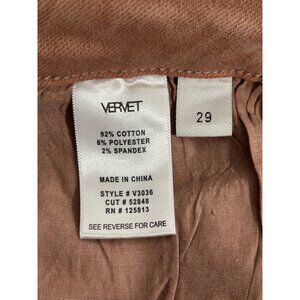 VERVET
92% COTTON
6% POLYESTER
2% SPANDEX
MADE IN CHINA
STYLE # V3036
CUT # 52848
RN # 125813
SEE REVERSE FOR CARE
29